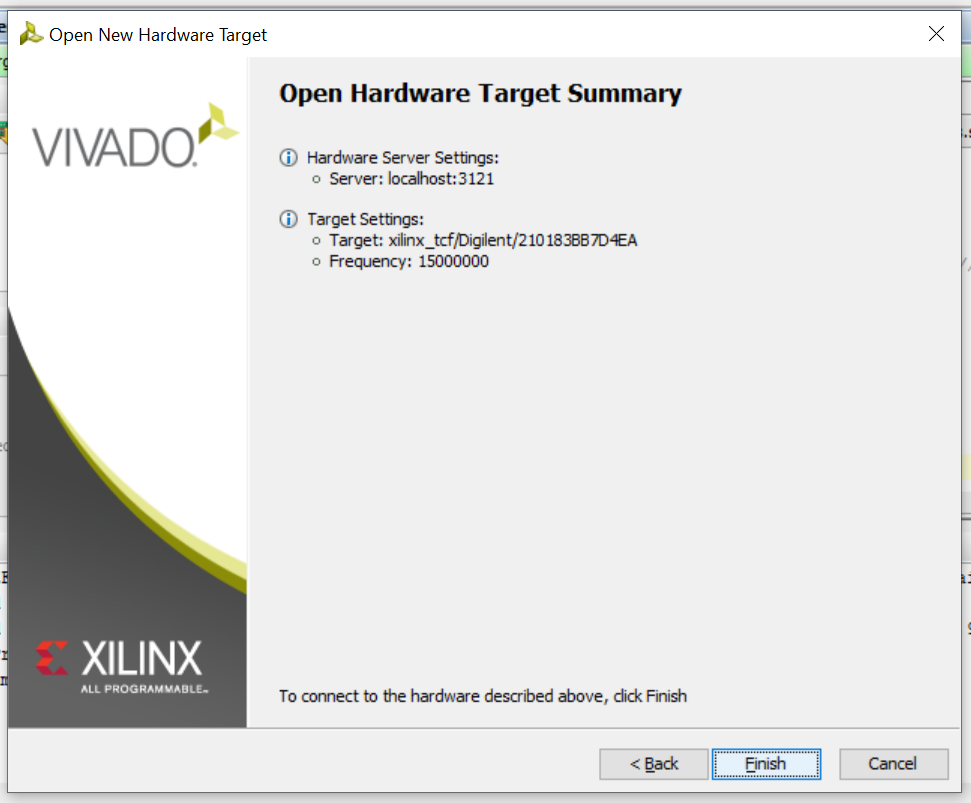 Open New Hardware Target
VIVADO.
Open Hardware Target Summary
Hardware Server Settings:
Server: localhost:3121
Target Settings:
Target: xilinx_tcf/Digilent/210183BB7D4EA
Frequency: 15000000
XILINX
ALL PROGRAMMABLE™
To connect to the hardware described above, click Finish
< Back
Finish
Cancel